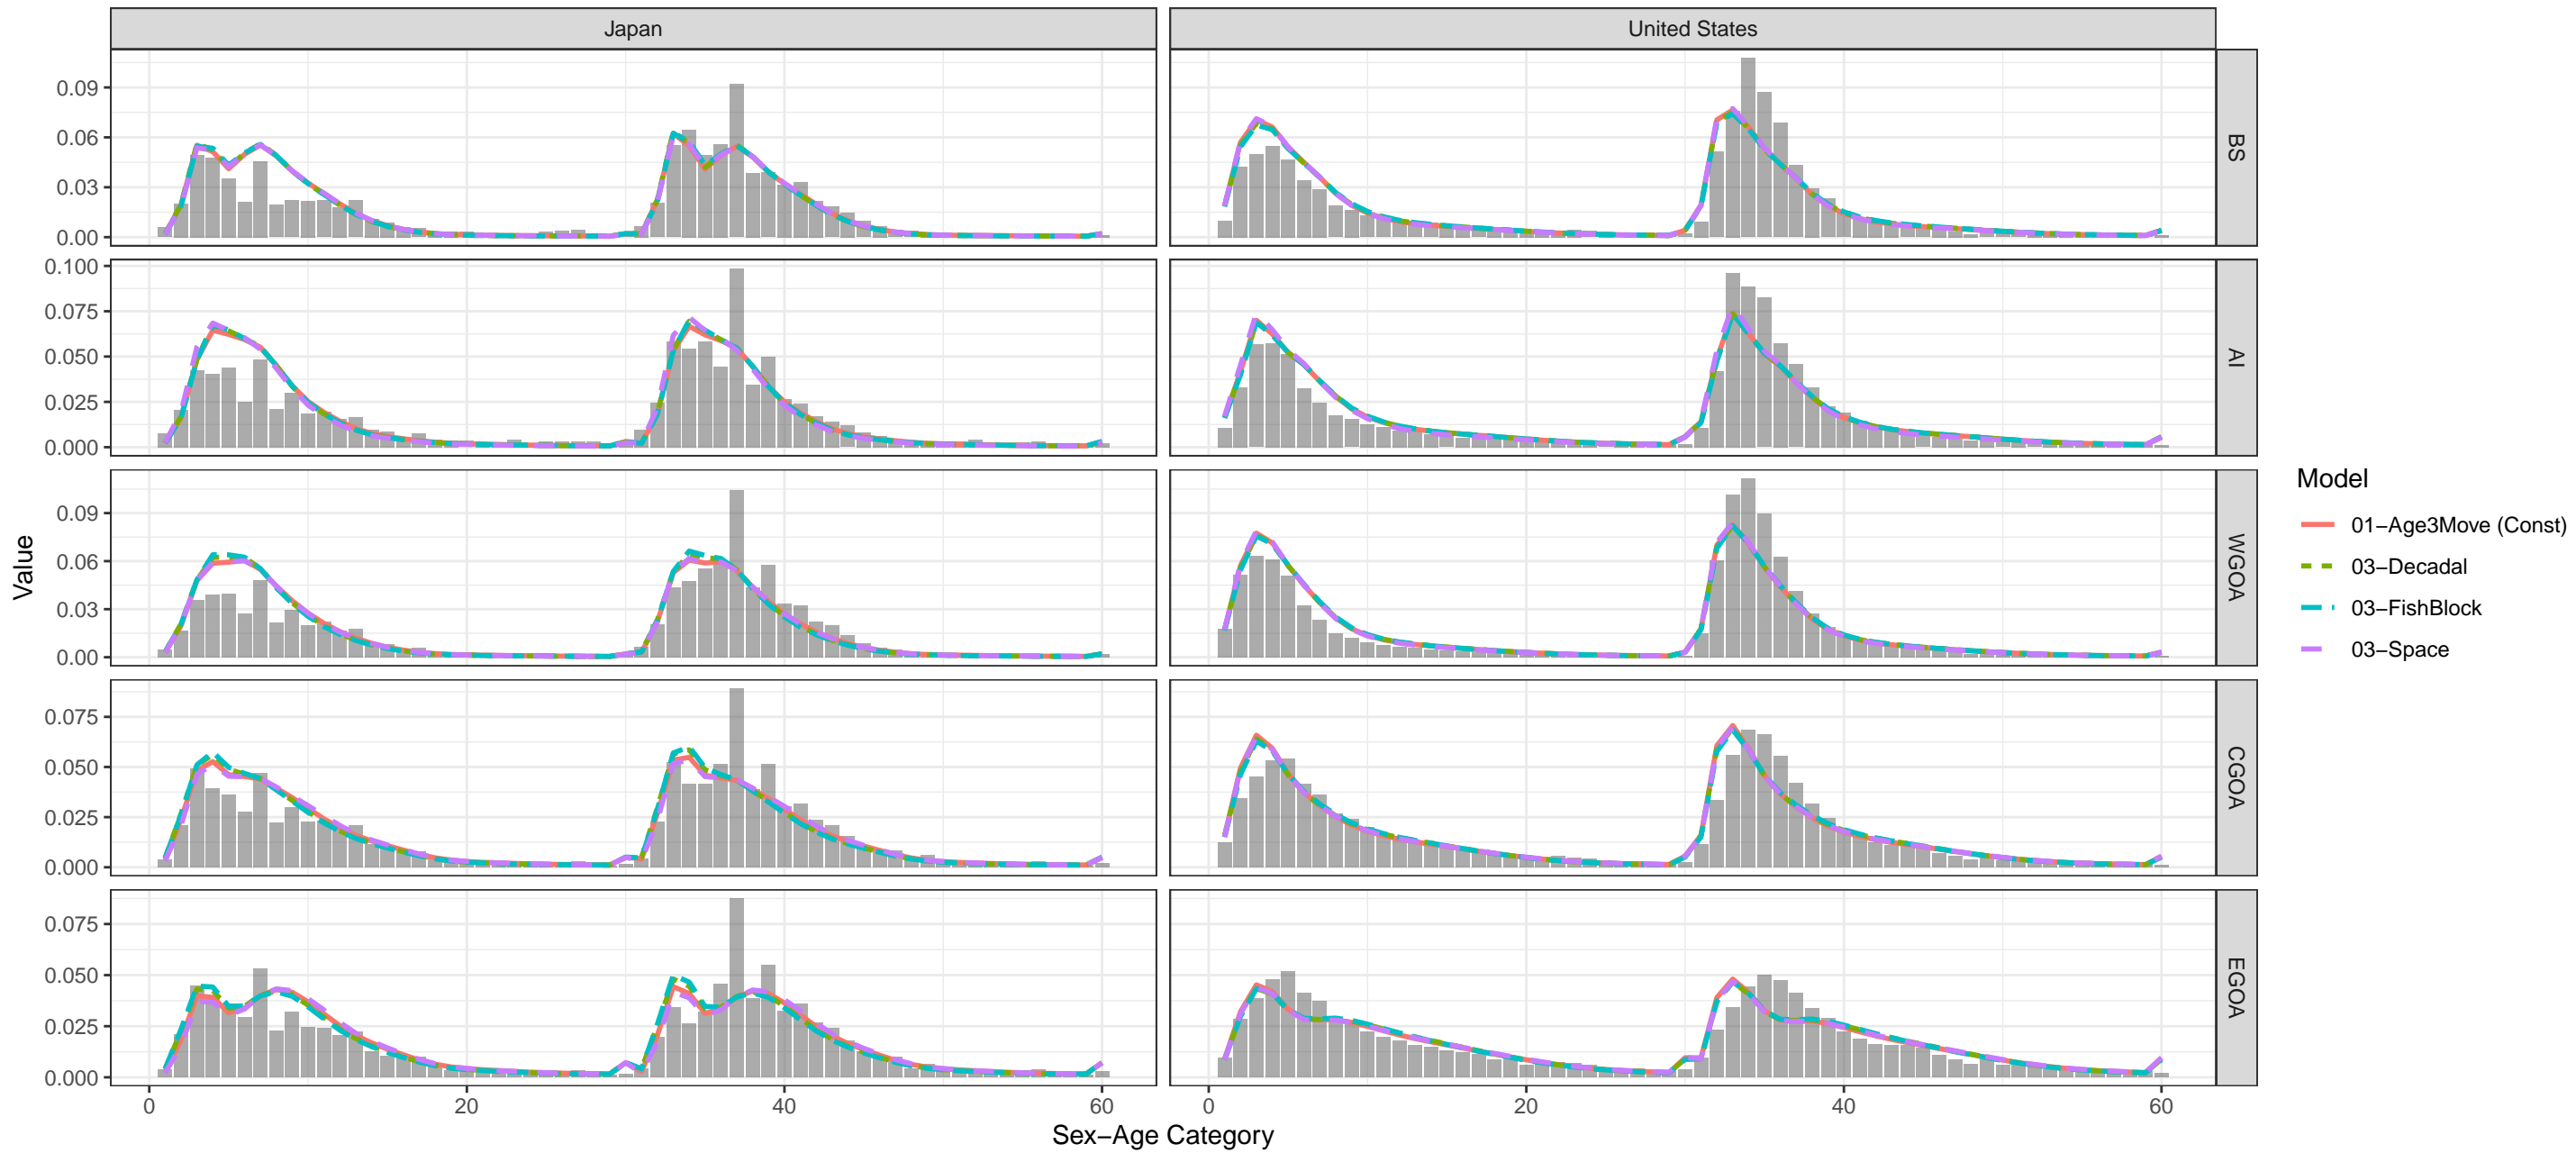 Japan
United States
Value
0.09
0.06
0.03
0.00
BS
0.100
0.075
0.050
0.025
0.000
AI
0.09
0.06
0.03
0.00
WGOA
0.075
0.050
0.025
0.000
CGOA
0.075
0.050
0.025
0.000
EGOA
0 20 40 60 0 20 40 60
Sex−Age Category
Model
01−Age3Move (Const)
03−Decadal
03−FishBlock
03−Space